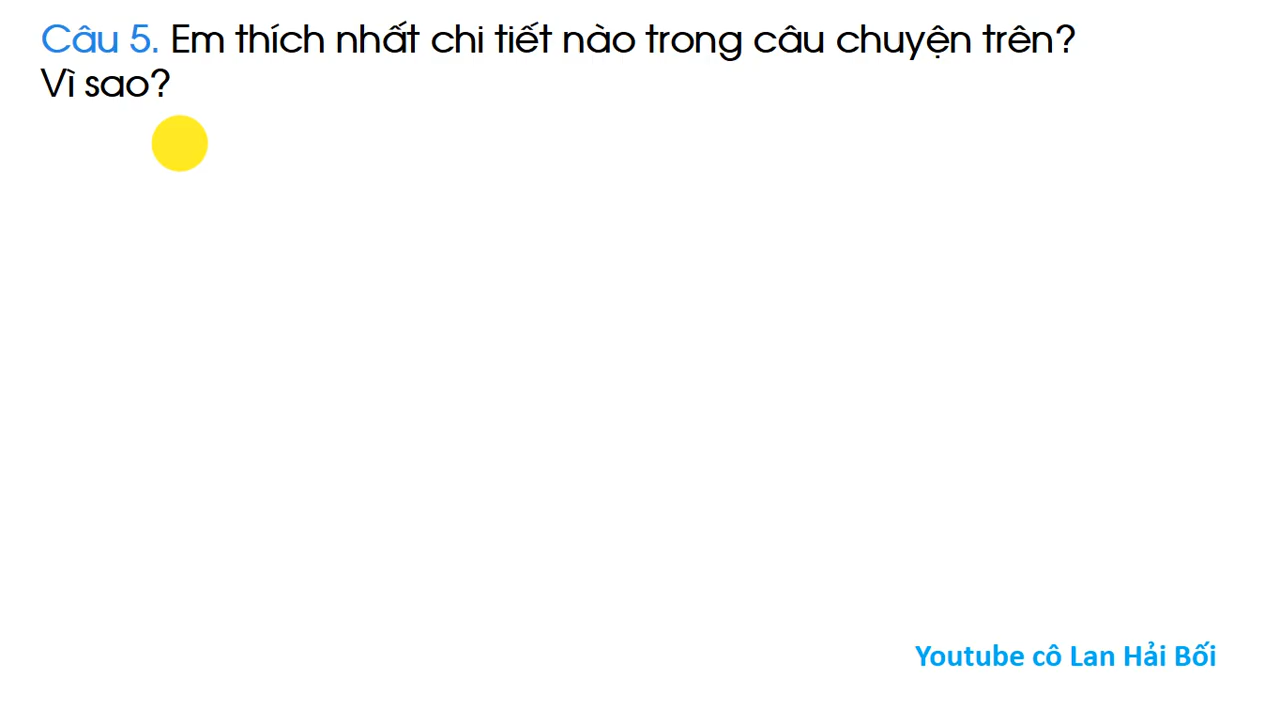 Câu 5. Em thích nhất chi tiết nào trong câu chuyện trên?
Vì sao?
Youtube cô Lan Hải Bối